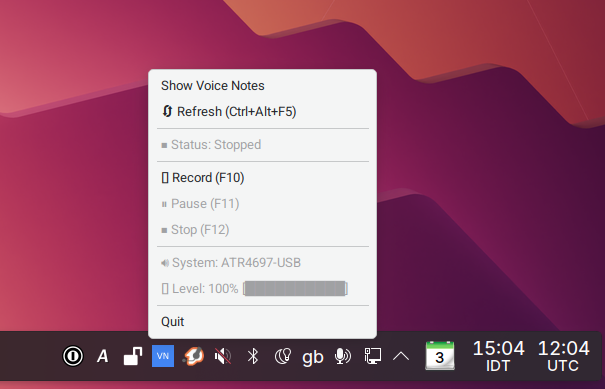 Show Voice Notes
Refresh (Ctrl+Alt+F5)
Status: Stopped
Record (F10)
Pause (F11)
Stop (F12)
System: ATR4697-USB
Level: 100% [██████████]
Quit
A
VN
gb
3
15:04
IDT
12:04
UTC